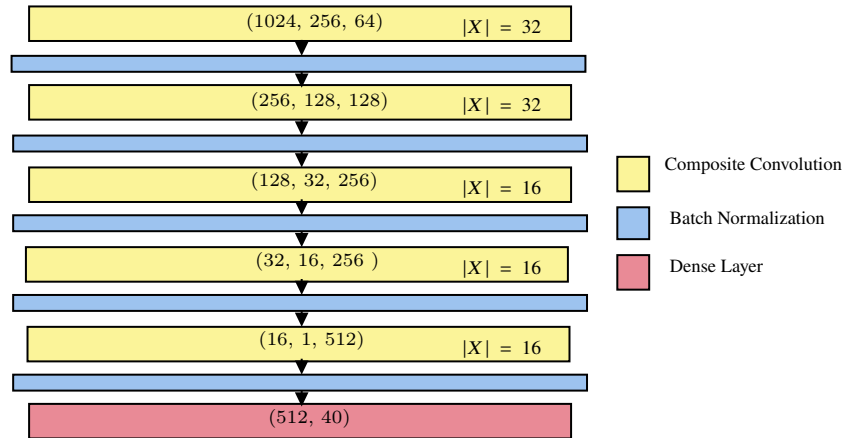 (1024, 256, 64) |X| = 32
(256, 128, 128) |X| = 32
(128, 32, 256) |X| = 16
(32, 16, 256 ) |X| = 16
(16, 1, 512) |X| = 16
(512, 40)
Composite Convolution
Batch Normalization
Dense Layer